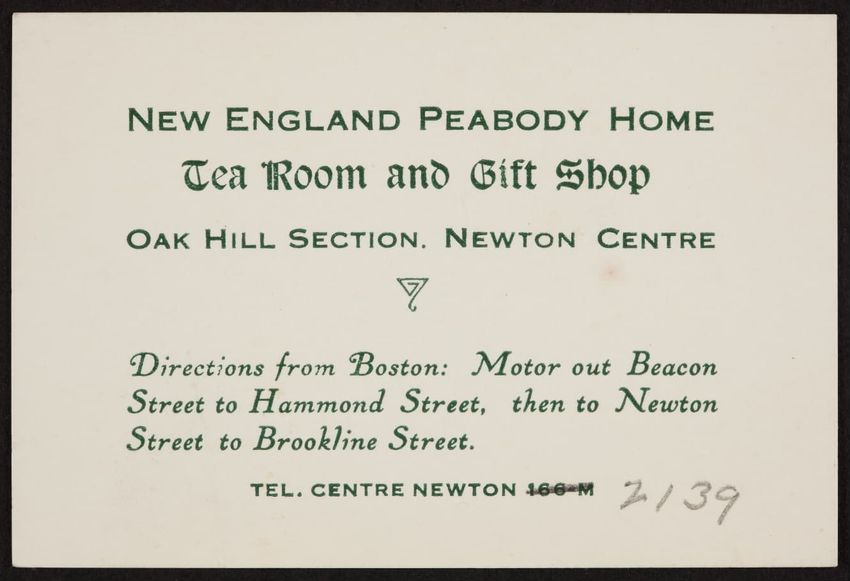 New England Peabody Home
Tea Room and Gift Shop
Oak Hill Section. Newton Centre
Directions from Boston: Motor out Beacon
Street to Hammond Street, then to Newton
Street to Brookline Street.
TEL. CENTRE NEWTON 166-M 2139